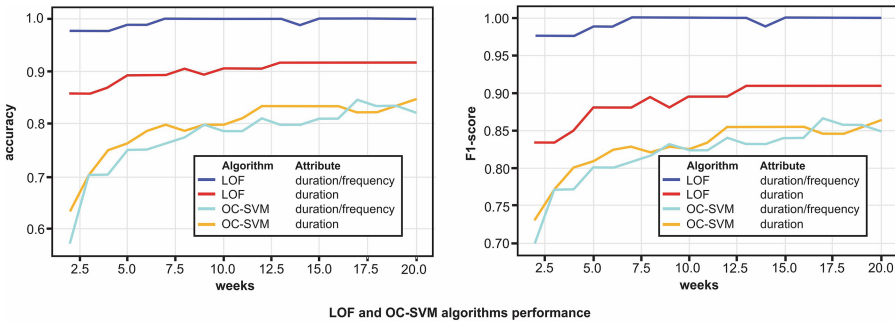 1.0
0.9
0.8
0.7
0.6
accuracy
Algorithm Attribute
LOF duration/frequency
LOF duration
OC-SVM duration/frequency
OC-SVM duration
2.5 5.0 7.5 10.0 12.5 15.0 17.5 20.0
weeks
1.00
0.95
0.90
0.85
0.80
0.75
0.70
F1-score
Algorithm Attribute
LOF duration/frequency
LOF duration
OC-SVM duration/frequency
OC-SVM duration
2.5 5.0 7.5 10.0 12.5 15.0 17.5 20.0
weeks
LOF and OC-SVM algorithms performance